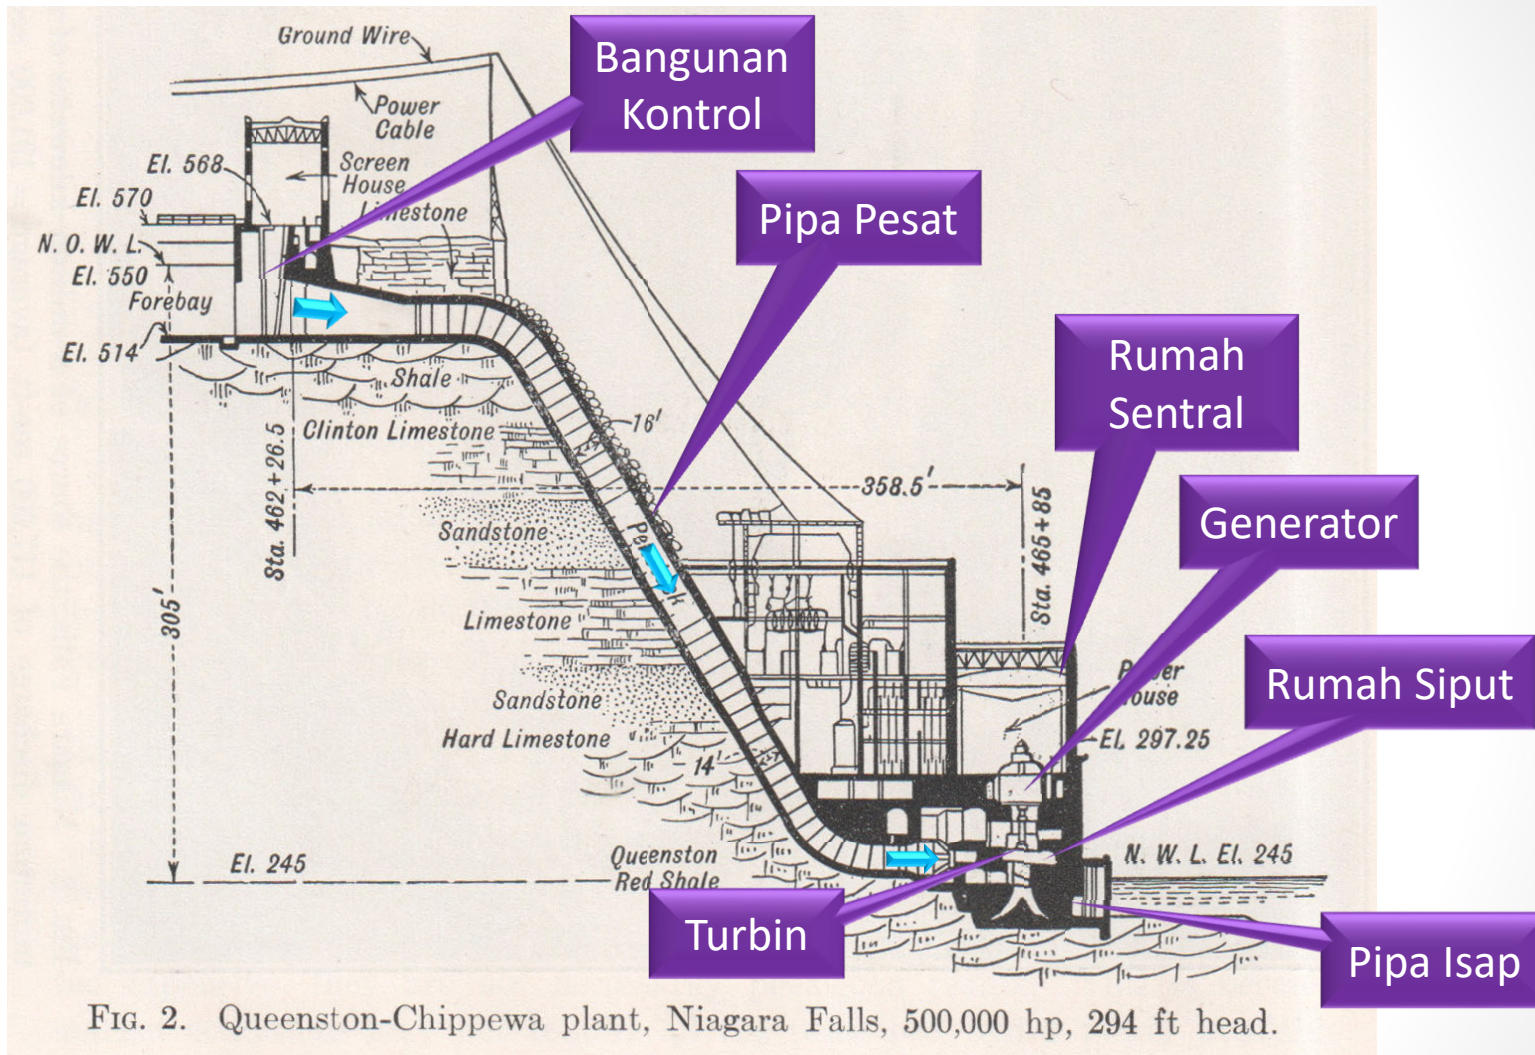 Ground Wire
Bangunan
Kontrol
Power
Cable
El. 568
Screen
House
El. 570
Limestone
Pipa Pesat
N. O. W. L.
El. 550
Forebay
El. 514
Shale
Rumah
Sentral
16'
Clinton Limestone
Sta. 462+26.5
358.5'
Sta. 465+85
Generator
Sandstone
305'
Limestone
Rumah Siput
Sandstone
Hard Limestone
El. 297.25
14'
El. 245
Queenston
Red Shale
N. W. L. El. 245
Turbin
Pipa Isap
FIG. 2. Queenston-Chippewa plant, Niagara Falls, 500,000 hp, 294 ft head.